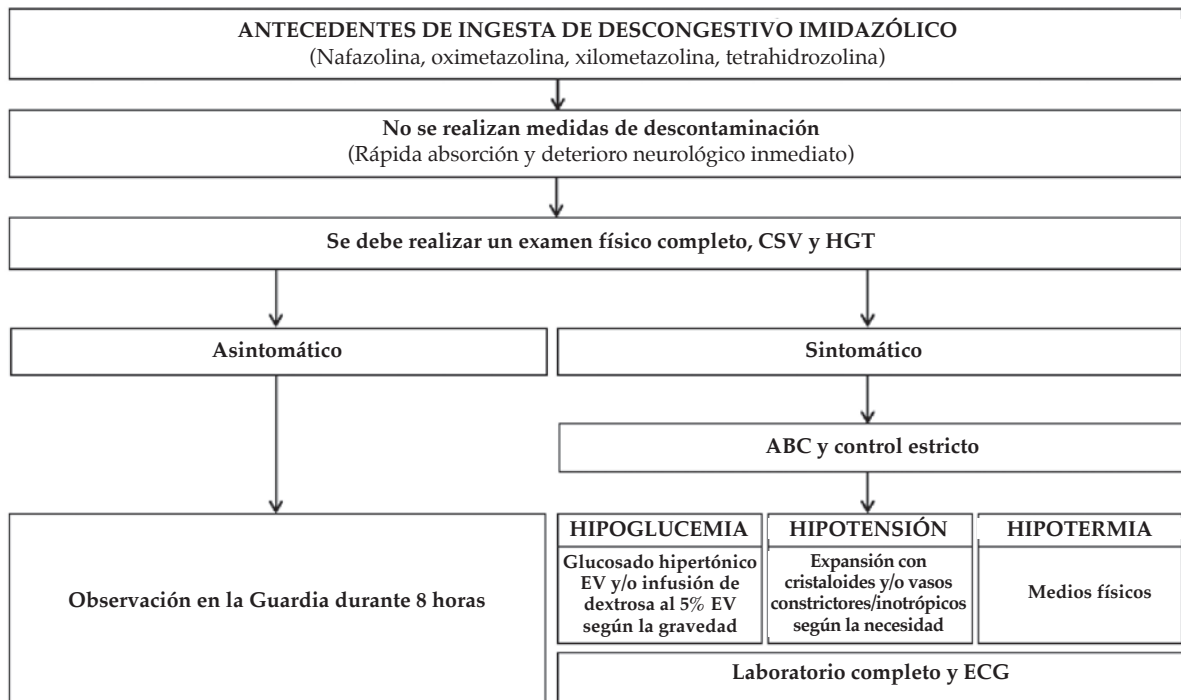 ANTECEDENTES DE INGESTA DE DESCONGESTIVO IMIDAZÓLICO
(Nafazolina, oximetazolina, xilometazolina, tetrahidrozolina)
No se realizan medidas de descontaminación
(Rápida absorción y deterioro neurológico inmediato)
Se debe realizar un examen físico completo, CSV y HGT
Asintomático
Sintomático
ABC y control estricto
Observación en la Guardia durante 8 horas
HIPOGLUCEMIA
Glucosado hipertónico
EV y/o infusión de
dextrosa al 5% EV
según la gravedad
HIPOTENSIÓN
Expansión con
cristaloides y/o vasos
constrictores/inotrópicos
según la necesidad
HIPOTERMIA
Medios físicos
Laboratorio completo y ECG